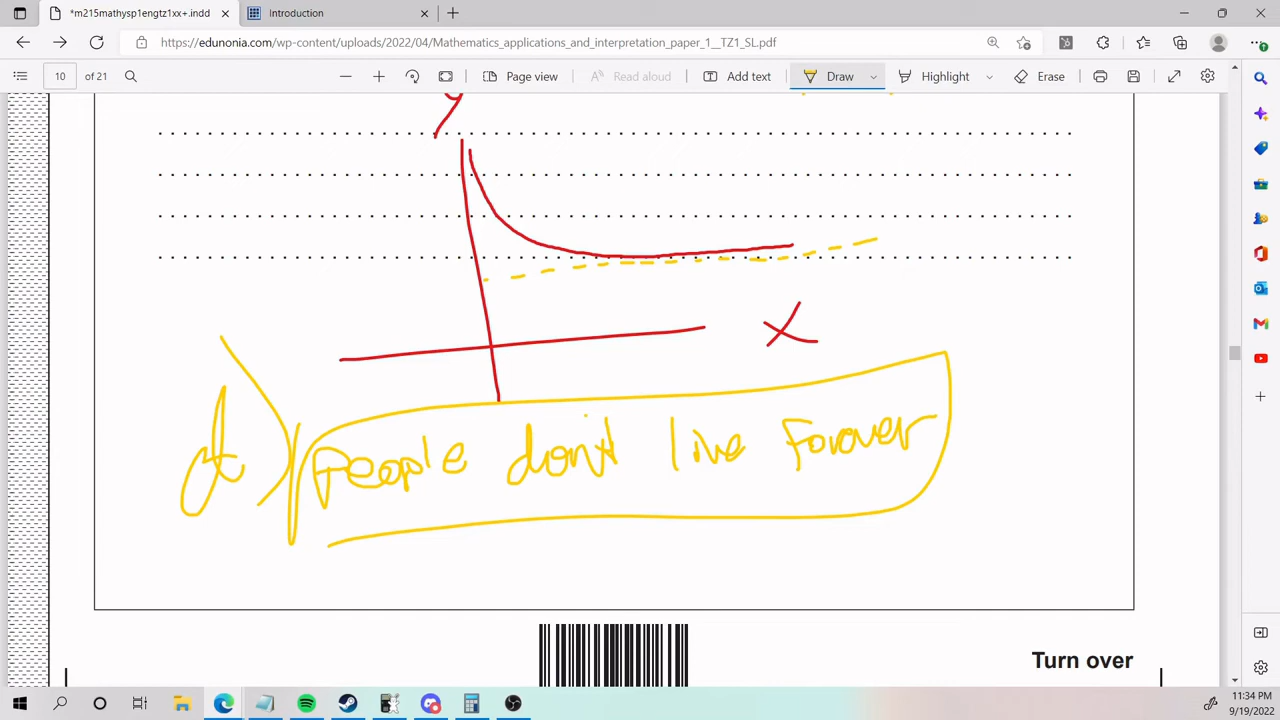 *m215mathysp1engtz1xx+.indd
Introduction
https://edunonia.com/wp-content/uploads/2022/04/Mathematics_applications_and_interpretation_paper_1__TZ1_SL.pdf
10 of 21
Page view
Read aloud
Add text
Draw
Highlight
Erase
y
x
People don't live forever
Turn over
11:34 PM
9/19/2022